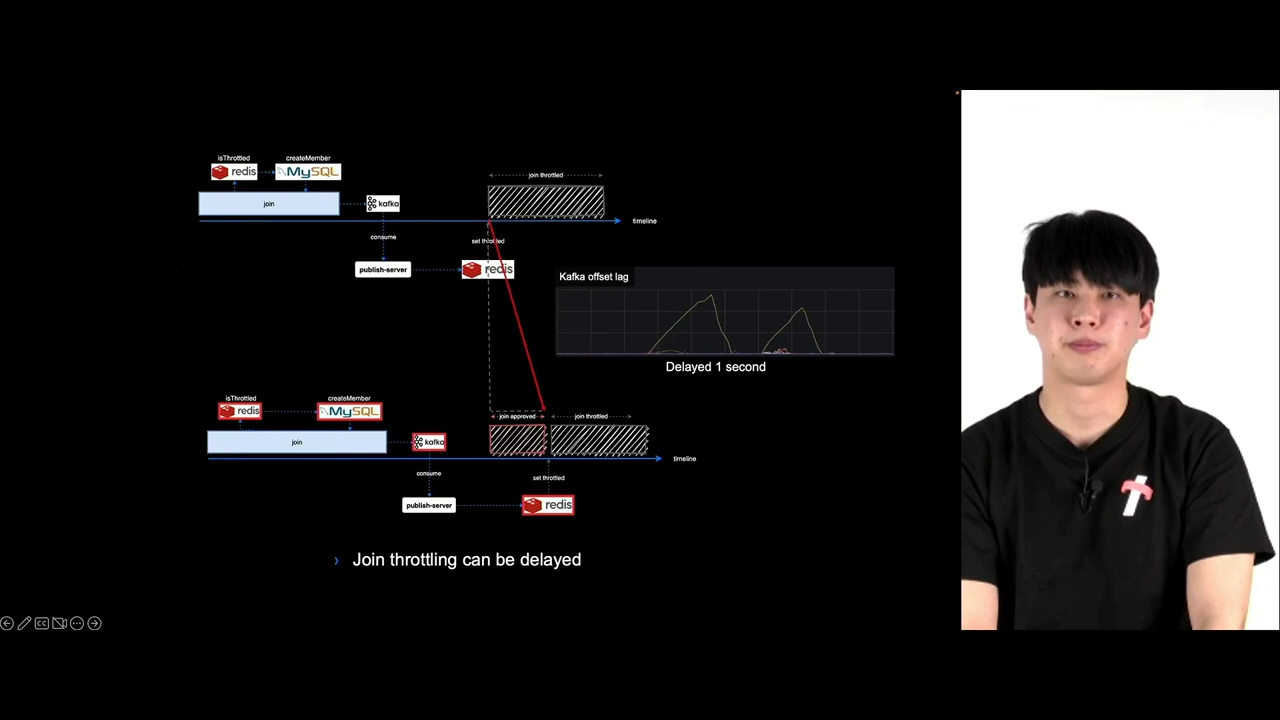 isThrottled
createMember
redis
MySQL
join
kafka
join throttled
timeline
consume
set throttled
publish-server
redis
Kafka offset lag
Delayed 1 second
isThrottled
createMember
redis
MySQL
join
kafka
join approved
join throttled
timeline
consume
set throttled
publish-server
redis
› Join throttling can be delayed
CC